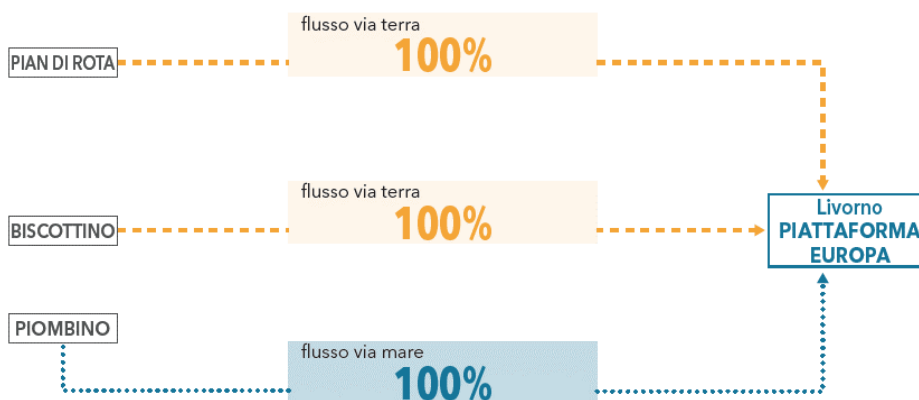 flusso via terra
PIAN DI ROTA
100%
flusso via terra
BISCOTTINO
100%
Livorno
PIATTAFORMA
EUROPA
PIOMBINO
flusso via mare
100%